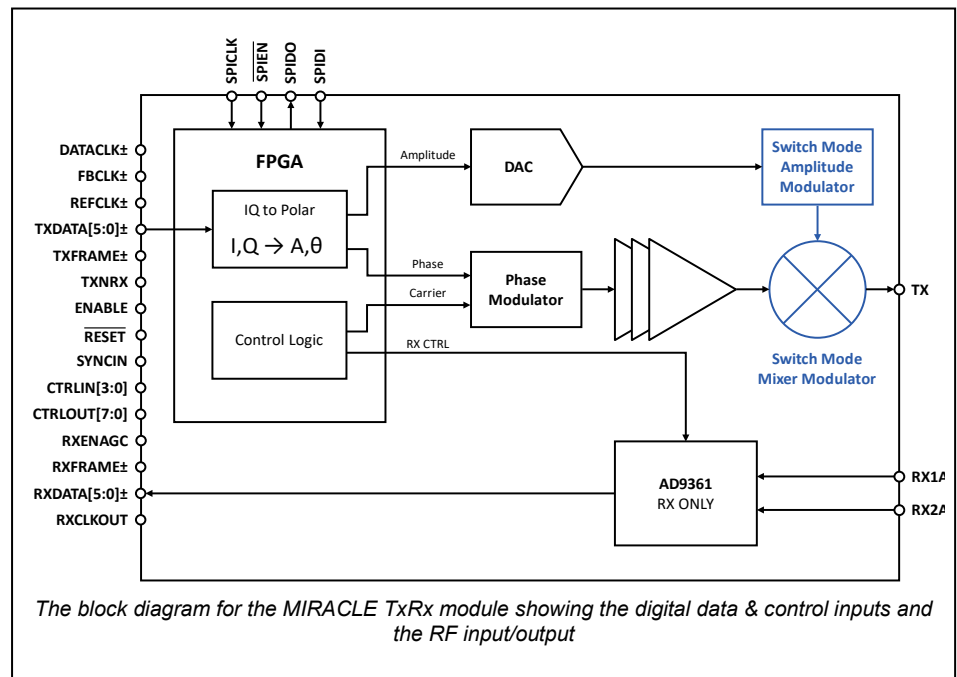 SPICLK
SPIEN
SPIDO
SPIDI
DATACLK±
FBCLK±
REFCLK±
TXDATA[5:0]±
TXFRAME±
TXNRX
ENABLE
RESET
SYNCIN
CTRLIN[3:0]
CTRLOUT[7:0]
RXENAGC
RXFRAME±
RXDATA[5:0]±
RXCLKOUT
FPGA
IQ to Polar
I,Q → A,θ
Control Logic
Amplitude
Phase
Carrier
RX CTRL
DAC
Phase
Modulator
Switch Mode
Amplitude
Modulator
Switch Mode
Mixer Modulator
AD9361
RX ONLY
TX
RX1A
RX2A
The block diagram for the MIRACLE TxRx module showing the digital data & control inputs and
the RF input/output